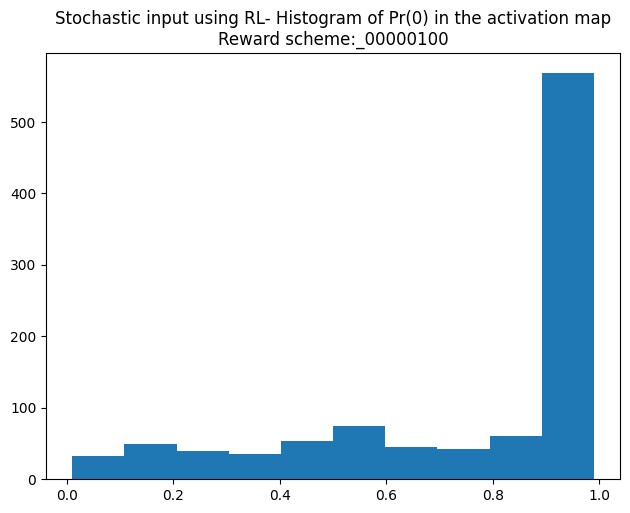 Stochastic input using RL- Histogram of Pr(0) in the activation map
Reward scheme:_00000100
500
400
300
200
100
0
0.0 0.2 0.4 0.6 0.8 1.0